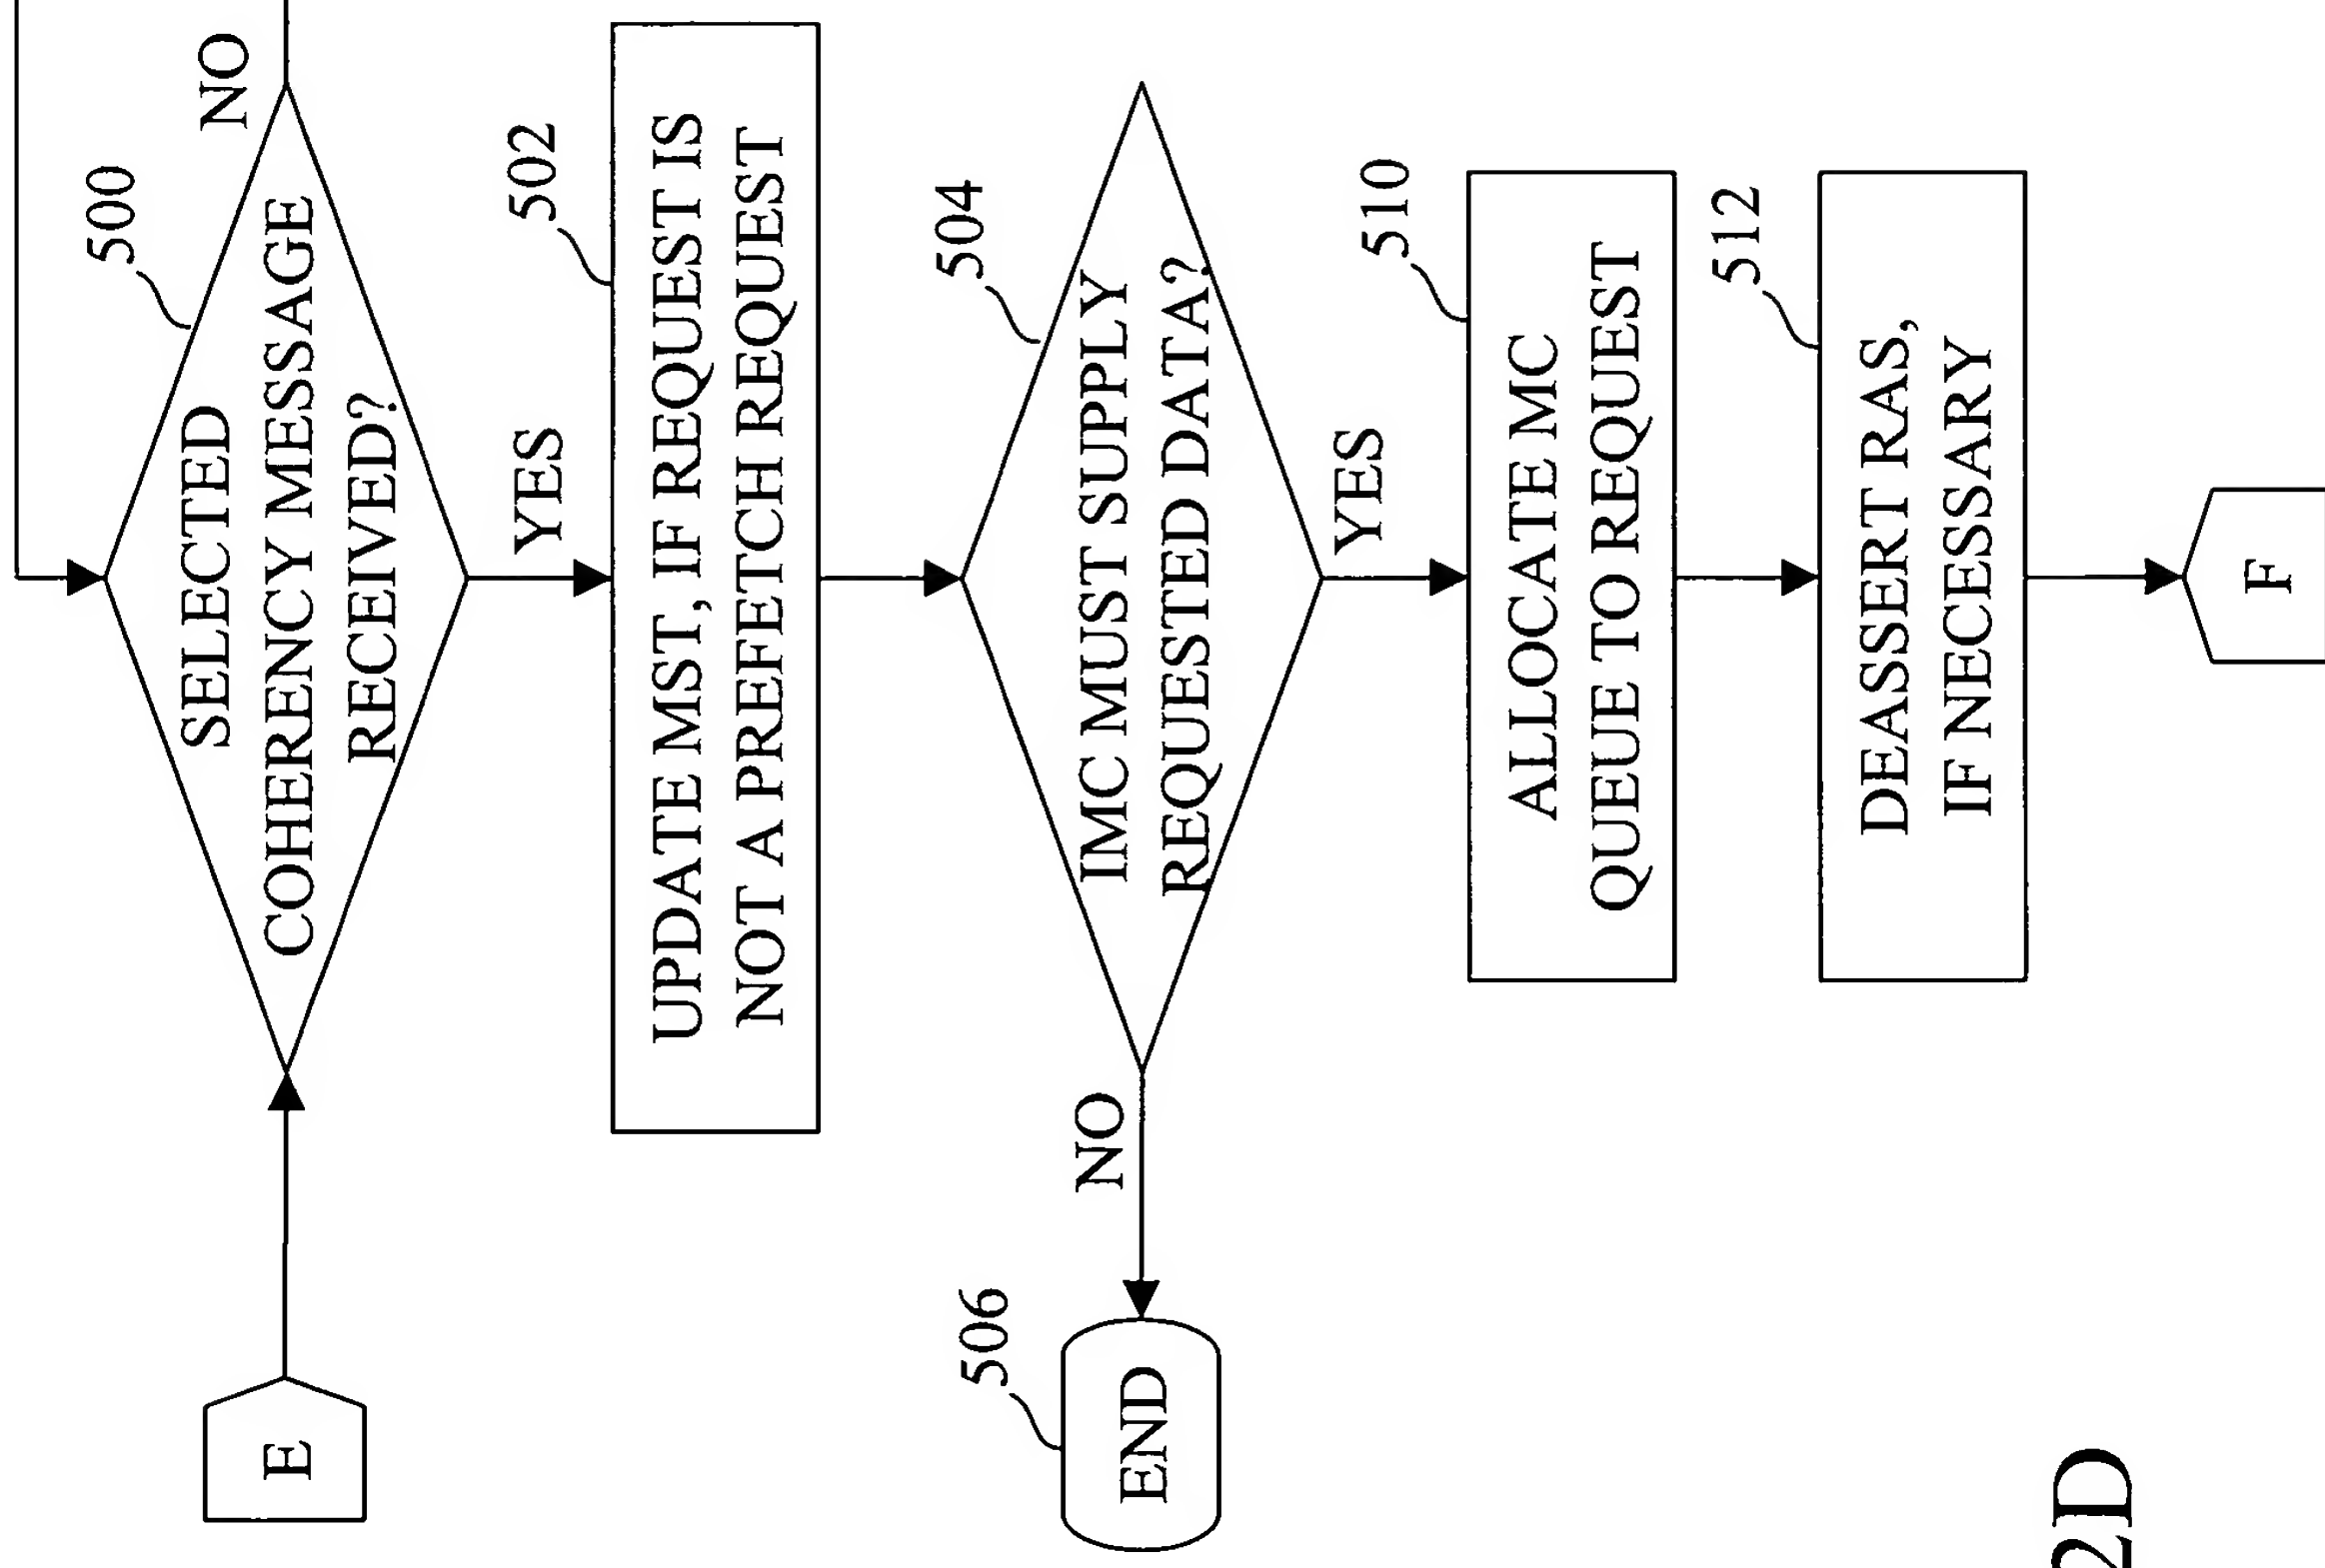 E
500
SELECTED
COHERENCY MESSAGE
RECEIVED?
NO
YES
502
UPDATE MST, IF REQUEST IS
NOT A PREFETCH REQUEST
504
IMC MUST SUPPLY
REQUESTED DATA?
NO
506
END
YES
510
ALLOCATE MC
QUEUE TO REQUEST
512
DEASSERT RAS,
IF NECESSARY
F
2D